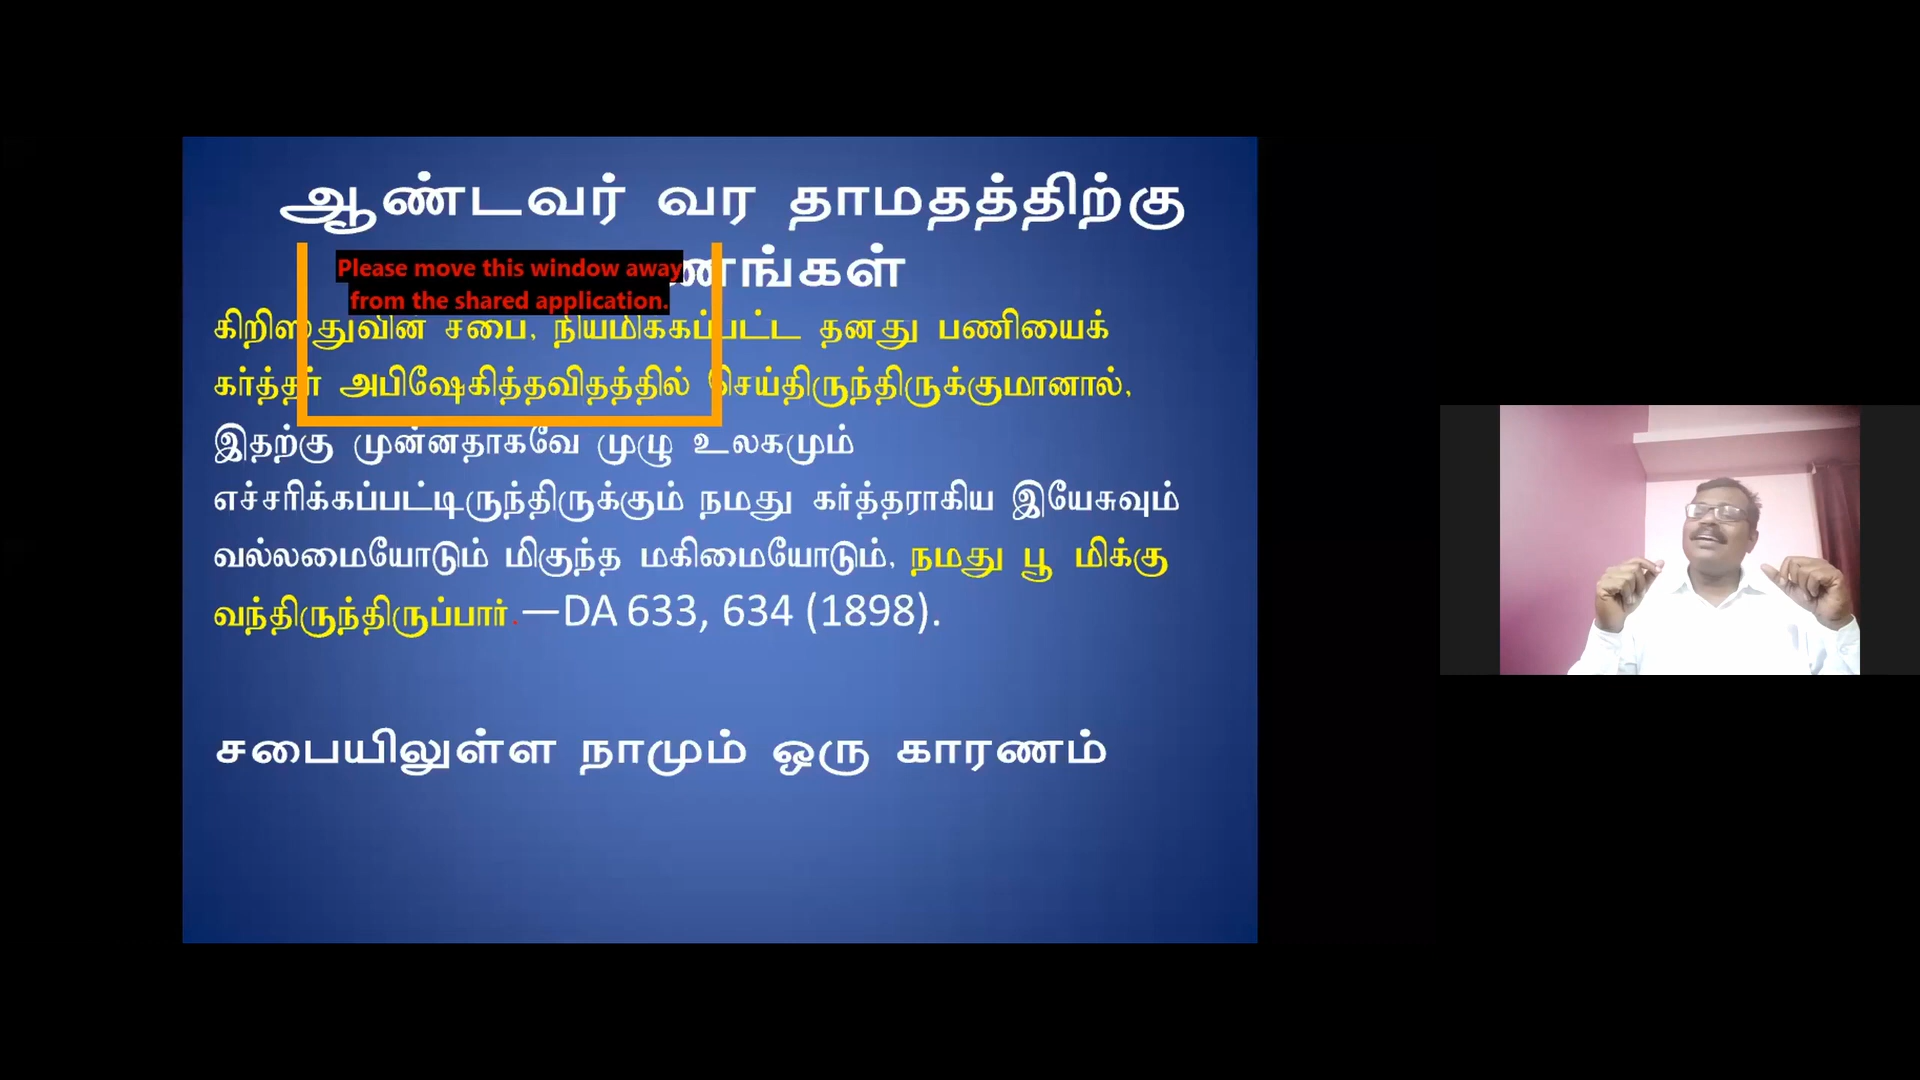 ஆண்டவர் வர தாமதத்திற்கு
ணங்கள்
Please move this window away
from the shared application.
கிறிஸ்துவின் சபை, நியமிக்கப்பட்ட தனது பணியைக்
கர்த்தர் அபிஷேகித்தவிதத்தில் செய்திருந்திருக்குமானால்,
இதற்கு முன்னதாகவே முழு உலகமும்
எச்சரிக்கப்பட்டிருந்திருக்கும் நமது கர்த்தராகிய இயேசுவும்
வல்லமையோடும் மிகுந்த மகிமையோடும், நமது பூ மிக்கு
வந்திருந்திருப்பார்.—DA 633, 634 (1898).
சபையிலுள்ள நாமும் ஒரு காரணம்